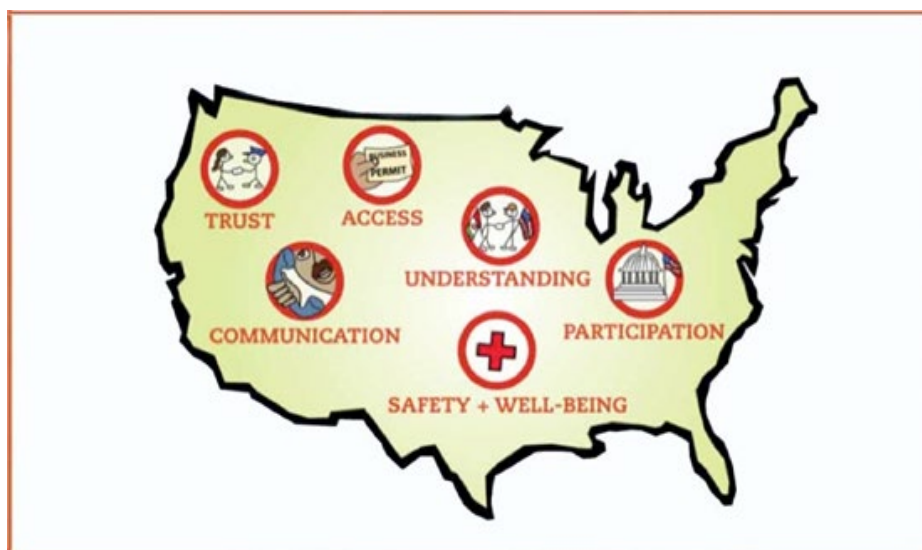 BUSINESS
PERMIT
TRUST
ACCESS
UNDERSTANDING
COMMUNICATION
PARTICIPATION
SAFETY + WELL-BEING